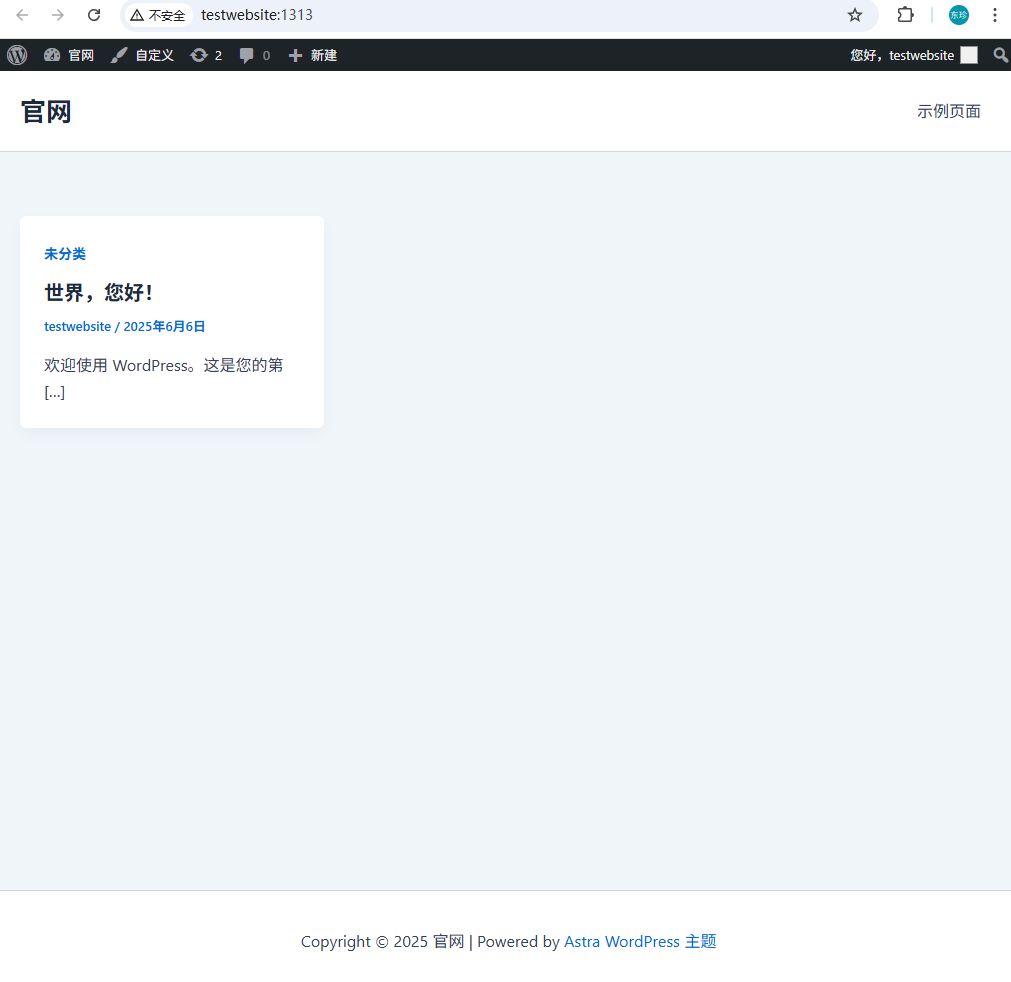 不安全 testwebsite:1313 东珍
官网 自定义 2 0 新建 您好，testwebsite
官网 示例页面
未分类
世界，您好！
testwebsite / 2025年6月6日
欢迎使用 WordPress。这是您的第
[…]
Copyright © 2025 官网 | Powered by Astra WordPress 主题